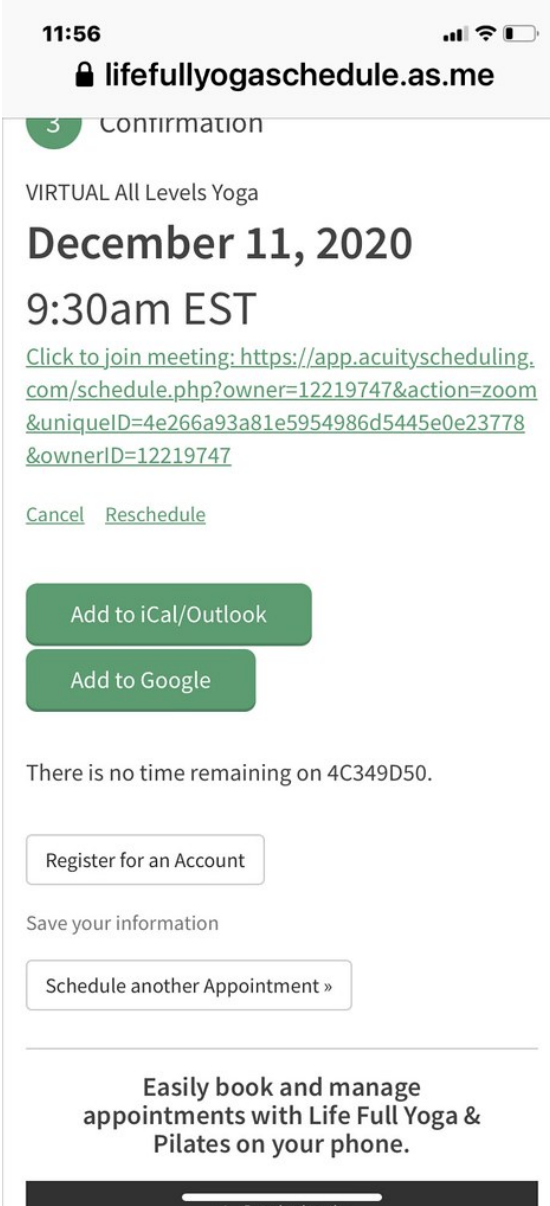 11:56
lifefullyogaschedule.as.me
3 Confirmation
VIRTUAL All Levels Yoga
December 11, 2020
9:30am EST
Click to join meeting: https://app.acuityscheduling.
com/schedule.php?owner=12219747&action=zoom
&uniqueID=4e266a93a81e5954986d5445e0e23778
&ownerID=12219747
Cancel Reschedule
Add to iCal/Outlook
Add to Google
There is no time remaining on 4C349D50.
Register for an Account
Save your information
Schedule another Appointment »
Easily book and manage
appointments with Life Full Yoga &
Pilates on your phone.